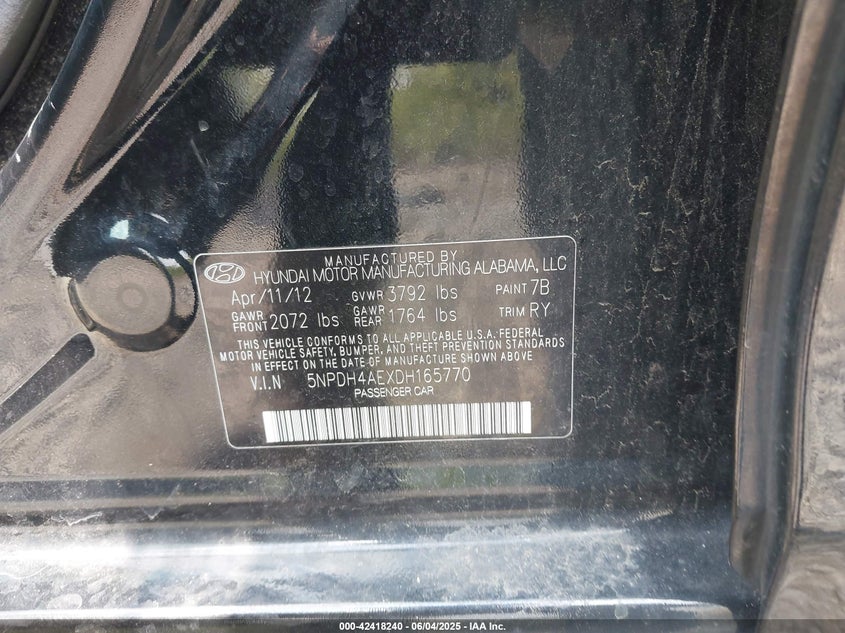 MANUFACTURED BY
HYUNDAI MOTOR MANUFACTURING ALABAMA, LLC
Apr/11/12 GVWR 3792 lbs PAINT 7B
GAWR FRONT 2072 lbs GAWR REAR 1764 lbs TRIM RY
THIS VEHICLE CONFORMS TO ALL APPLICABLE U.S.A. FEDERAL
MOTOR VEHICLE SAFETY, BUMPER, AND THEFT PREVENTION STANDARDS
IN EFFECT ON THE DATE OF MANUFACTURE SHOWN ABOVE
V.I.N 5NPDH4AEXDH165770
PASSENGER CAR
000-42418240 - 06/04/2025 - IAA Inc.